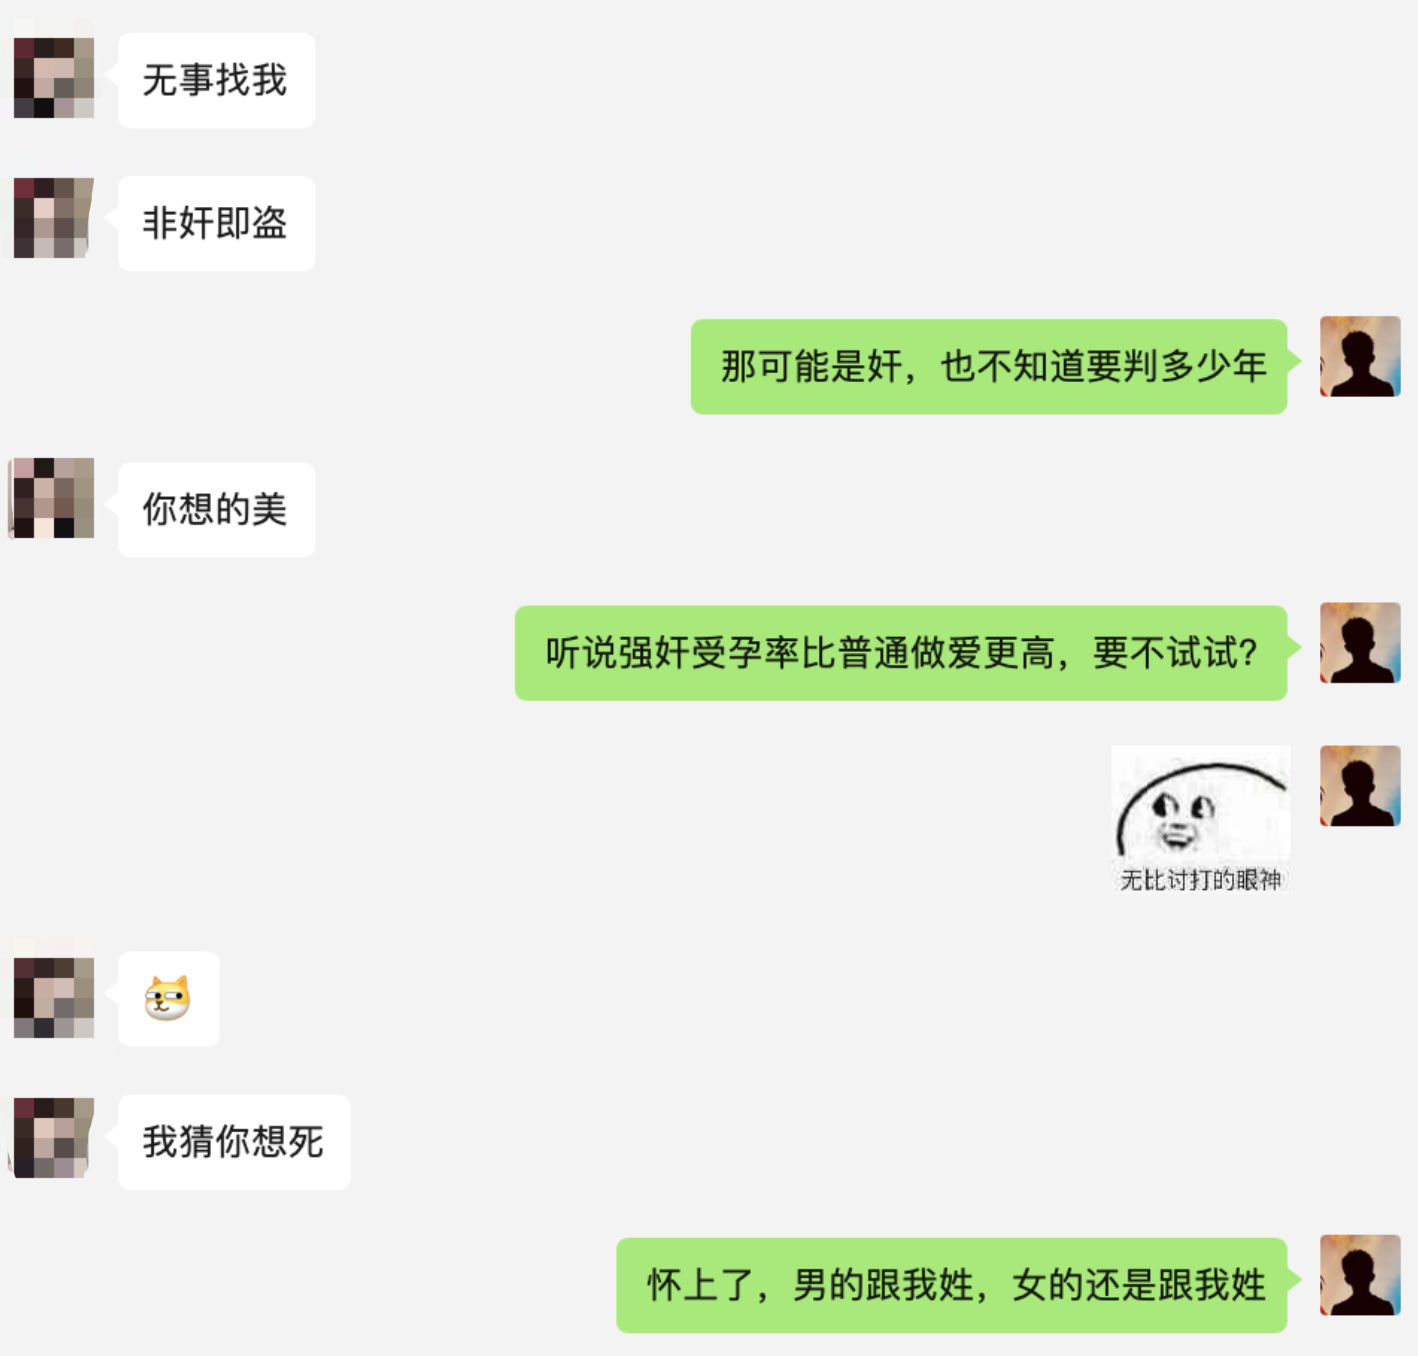 无事找我
非奸即盗
那可能是奸，也不知道要判多少年
你想的美
听说强奸受孕率比普通做爱更高，要不试试?
无比讨打的眼神
我猜你想死
怀上了，男的跟我姓，女的还是跟我姓